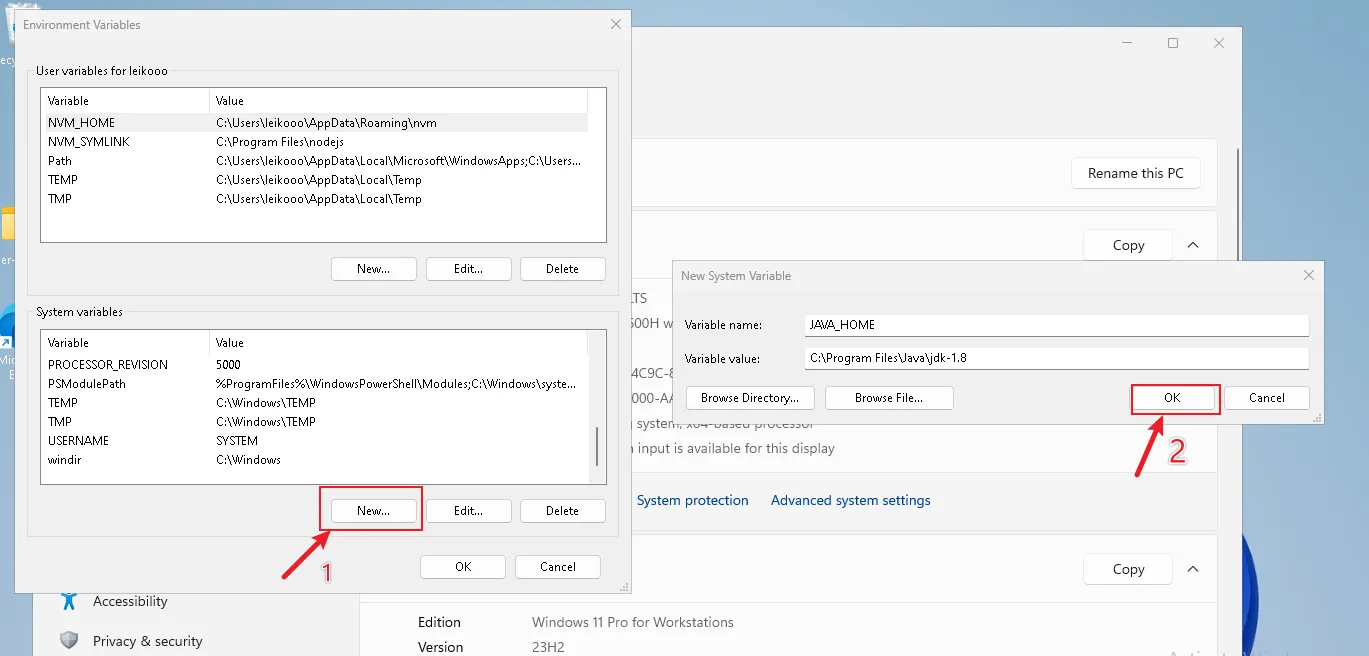 Environment Variables
User variables for leikooo
Variable Value
NVM_HOME C:\Users\leikooo\AppData\Roaming\nvm
NVM_SYMLINK C:\Program Files\nodejs
Path C:\Users\leikooo\AppData\Local\Microsoft\WindowsApps;C:\Users...
TEMP C:\Users\leikooo\AppData\Local\Temp
TMP C:\Users\leikooo\AppData\Local\Temp
New... Edit... Delete
System variables
Variable Value
PROCESSOR_REVISION 5000
PSModulePath %ProgramFiles%\WindowsPowerShell\Modules;C:\Windows\syste...
TEMP C:\Windows\TEMP
TMP C:\Windows\TEMP
USERNAME SYSTEM
windir C:\Windows
New... Edit... Delete
1
OK Cancel
Rename this PC
Copy
New System Variable
Variable name: JAVA_HOME
Variable value: C:\Program Files\Java\jdk-1.8
Browse Directory... Browse File... OK Cancel
2
system, x64-based processor
input is available for this display
System protection Advanced system settings
Copy
Accessibility
Privacy & security
Edition Windows 11 Pro for Workstations
Version 23H2